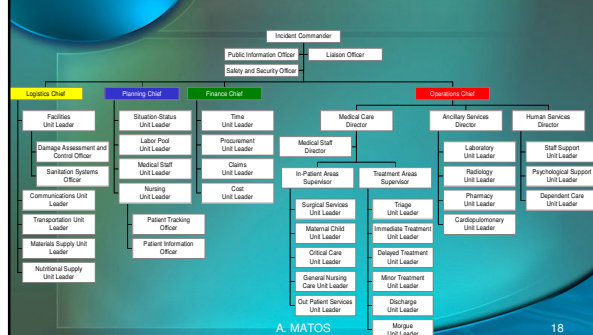 Incident Commander
Public Information Officer
Liaison Officer
Safety and Security Officer
Logistics Chief
Planning Chief
Finance Chief
Operations Chief
Facilities
Unit Leader
Damage Assessment and
Control Officer
Sanitation Systems
Officer
Communications Unit
Leader
Transportation Unit
Leader
Materials Supply Unit
Leader
Nutritional Supply
Unit Leader
Situation-Status
Unit Leader
Labor Pool
Unit Leader
Medical Staff
Unit Leader
Nursing
Unit Leader
Patient Tracking
Officer
Patient Information
Officer
Time
Unit Leader
Procurement
Unit Leader
Claims
Unit Leader
Cost
Unit Leader
Medical Care
Director
Medical Staff
Director
In-Patient Areas
Supervisor
Surgical Services
Unit Leader
Maternal Child
Unit Leader
Critical Care
Unit Leader
General Nursing
Care Unit Leader
Out Patient Services
Unit Leader
Treatment Areas
Supervisor
Triage
Unit Leader
Immediate Treatment
Unit Leader
Delayed Treatment
Unit Leader
Minor Treatment
Unit Leader
Discharge
Unit Leader
Morgue
Unit Leader
Ancillary Services
Director
Laboratory
Unit Leader
Radiology
Unit Leader
Pharmacy
Unit Leader
Cardiopulomonary
Unit Leader
Human Services
Director
Staff Support
Unit Leader
Psychological Support
Unit Leader
Dependent Care
Unit Leader
A. MATOS
18